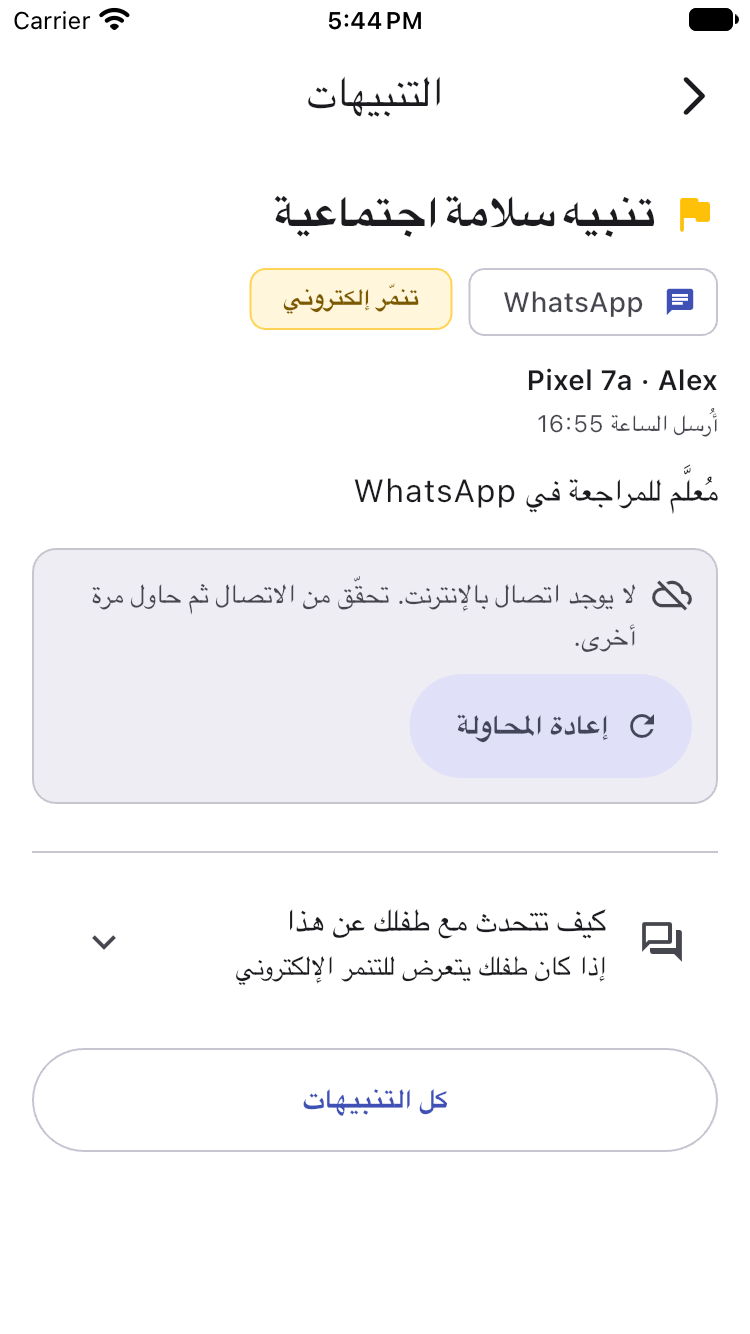 Carrier 5:44 PM
التنبيهات
تنبيه سلامة اجتماعية
WhatsApp
تنمّر إلكتروني
Pixel 7a · Alex
أُرسل الساعة 16:55
مُعلَّم للمراجعة في WhatsApp
لا يوجد اتصال بالإنترنت. تحقّق من الاتصال ثم حاول مرة
أخرى.
إعادة المحاولة
كيف تتحدث مع طفلك عن هذا
إذا كان طفلك يتعرض للتنمر الإلكتروني
كل التنبيهات